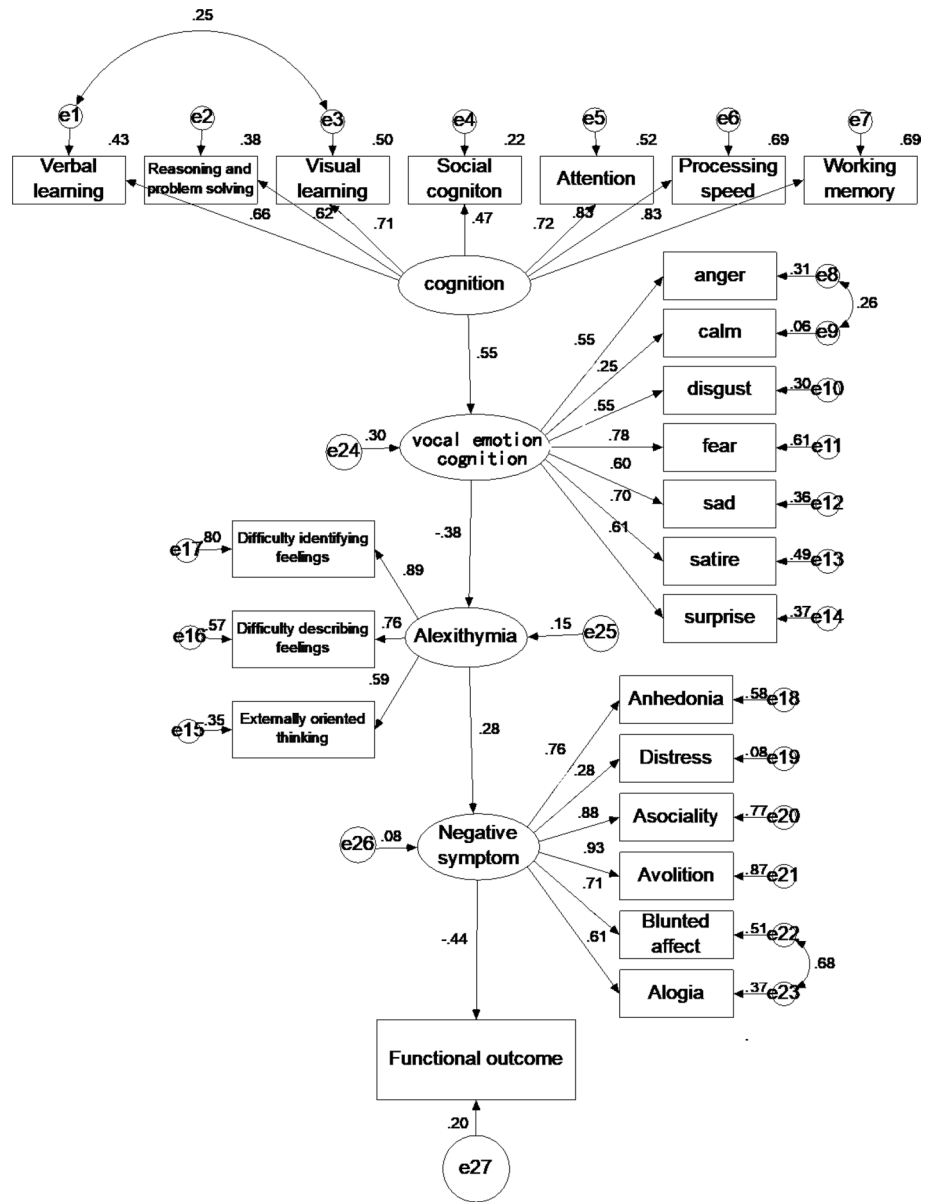 .25
e1
e2
e3
e4
e5
e6
e7
.43
.38
.50
.22
.52
.69
.69
Verbal
learning
Reasoning and
problem solving
Visual
learning
Social
cogniton
Attention
Processing
speed
Working
memory
.66
.62
.71
.47
.72
.83
.83
cognition
.55
anger
.31
e8
.26
calm
.06
e9
disgust
.30
e10
fear
.61
e11
sad
.36
e12
satire
.49
e13
surprise
.37
e14
.55
.25
.55
.78
.60
.70
.61
e24
.30
vocal emotion
cognition
-.38
e17
.80
Difficulty identifying
feelings
.89
e16
.57
Difficulty describing
feelings
.76
e15
.35
Externally oriented
thinking
.59
Alexithymia
.15
e25
.28
Anhedonia
.58
e18
Distress
.08
e19
Asociality
.77
e20
Avolition
.87
e21
Blunted
affect
.51
e22
.68
Alogia
.37
e23
.76
.28
.88
.93
.71
.61
e26
.08
Negative
symptom
-.44
Functional outcome
.20
e27